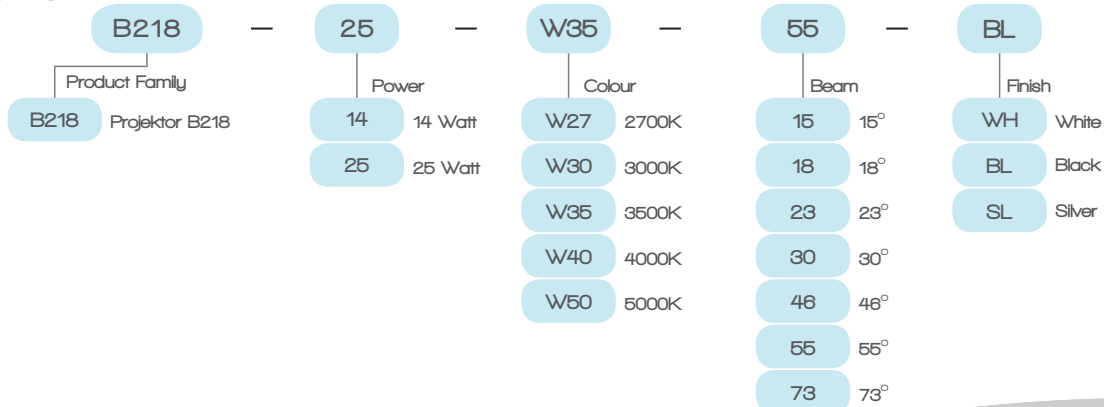 B218 – 25 – W35 – 55 – BL
Product Family Power Colour Beam Finish
B218 Projektor B218 14 14 Watt W27 2700K 15 15° WH White
25 25 Watt W30 3000K 18 18° BL Black
W35 3500K 23 23° SL Silver
W40 4000K 30 30°
W50 5000K 46 46°
55 55°
73 73°